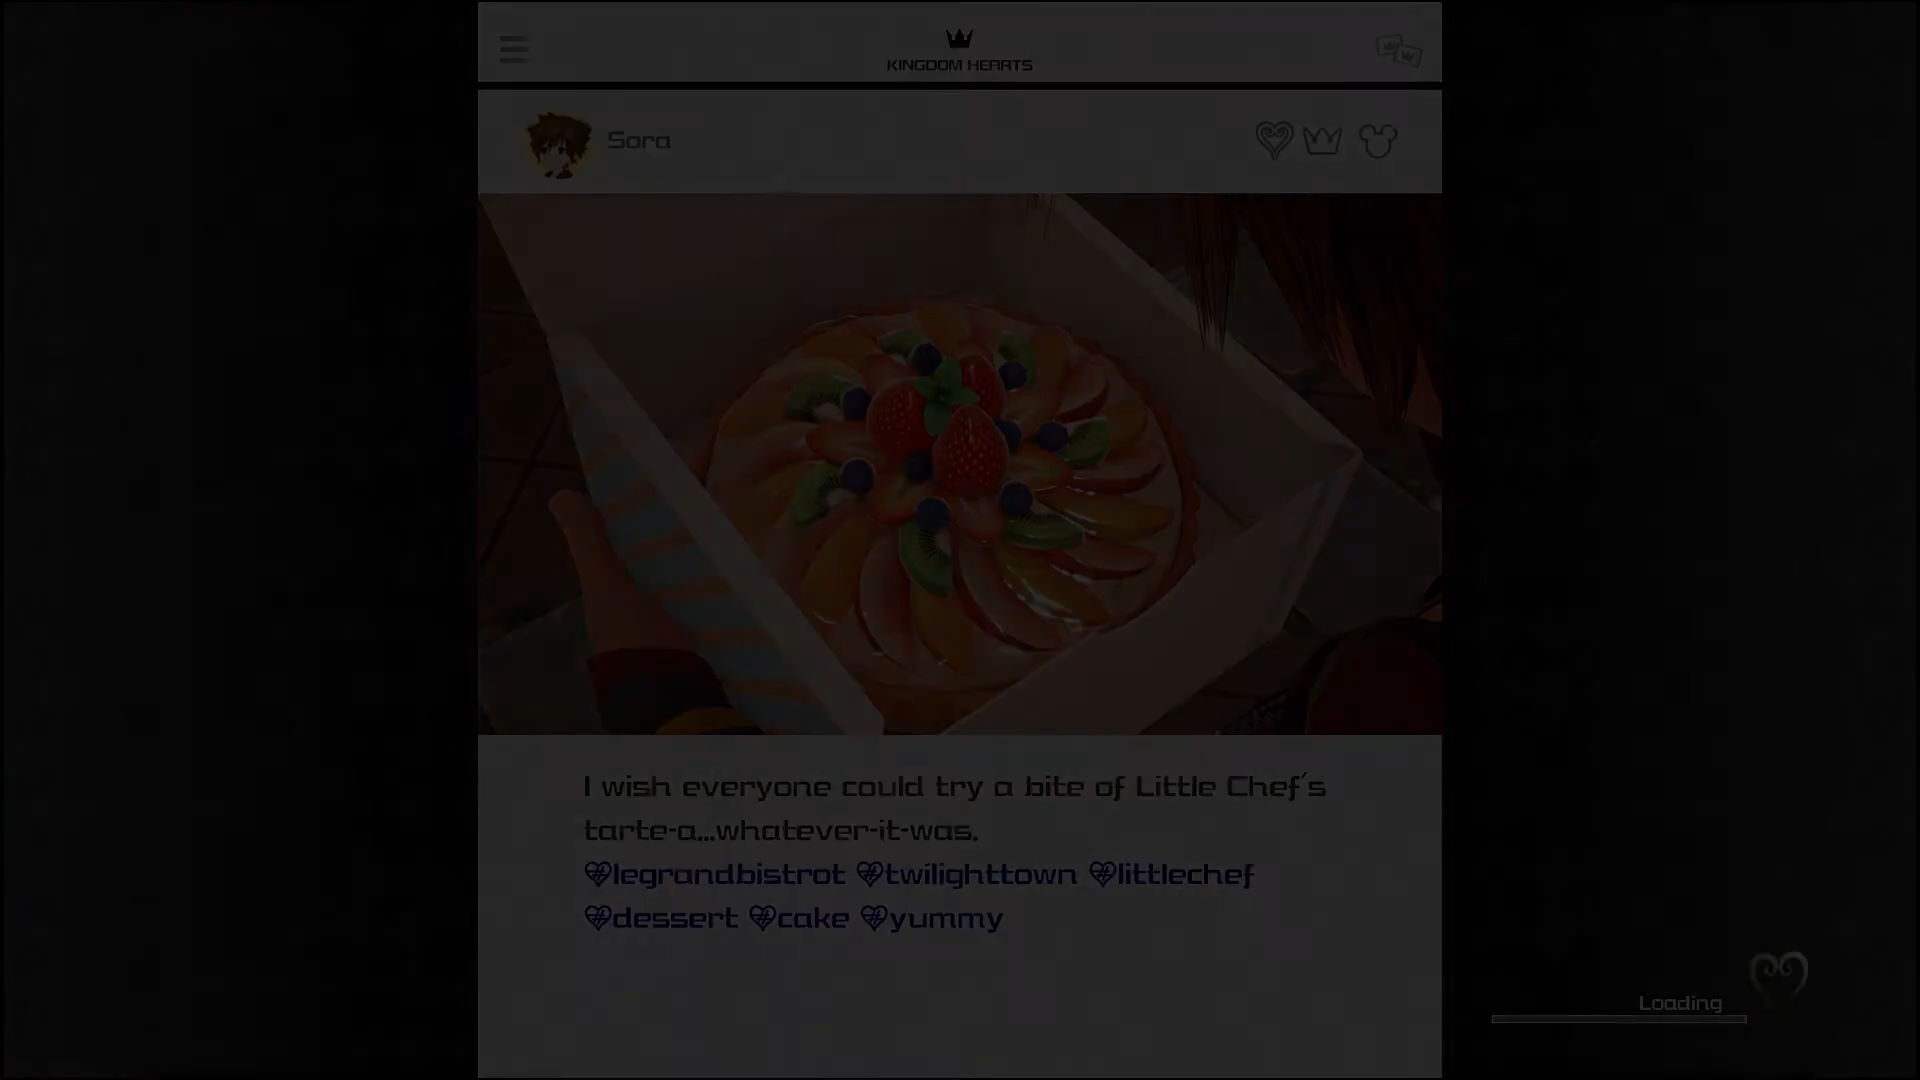 KINGDOM HEARTS
Sora
I wish everyone could try a bite of Little Chef's
tarte-a...whatever-it-was.
#legrandbistrot #twilighttown #littlechef
#dessert #cake #yummy
Loading